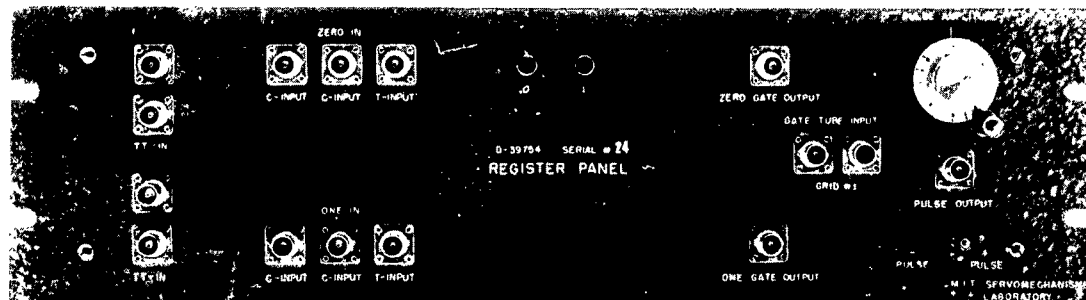 PULSE AMPLITUDE
ZERO IN
C-INPUT G-INPUT T-INPUT
0 1
ZERO GATE OUTPUT
TT-IN
GATE TUBE INPUT
D-39754 SERIAL # 24
REGISTER PANEL
GRID #1
PULSE OUTPUT
ONE IN
C-INPUT G-INPUT T-INPUT
TT-IN
ONE GATE OUTPUT
PULSE PULSE
M.I.T. SERVOMECHANISMS
LABORATORY